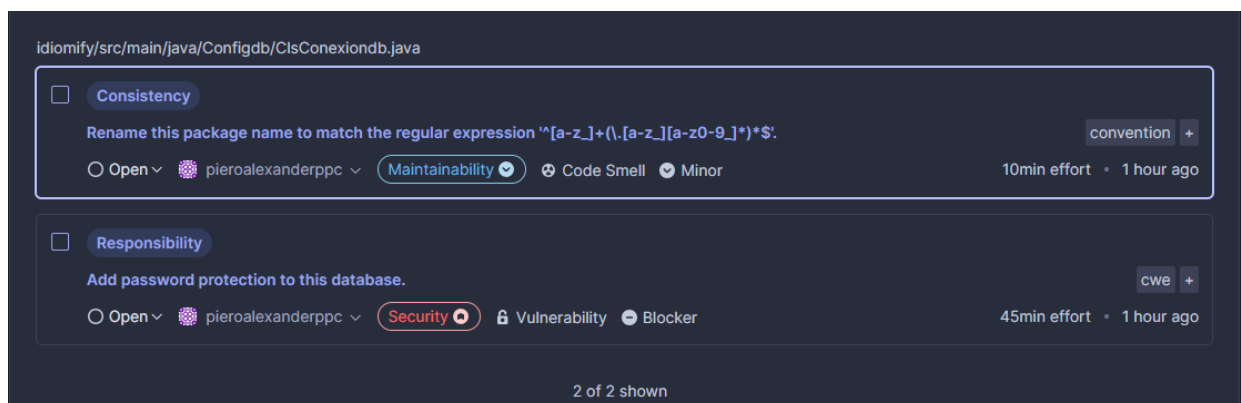 idiomify/src/main/java/Configdb/ClsConexiondb.java
Consistency
Rename this package name to match the regular expression '^[a-z_]+(\.[a-z_][a-z0-9_]*)*$'.
convention +
Open pieroalexanderppc Maintainability Code Smell Minor 10min effort • 1 hour ago
Responsibility
Add password protection to this database.
cwe +
Open pieroalexanderppc Security Vulnerability Blocker 45min effort • 1 hour ago
2 of 2 shown